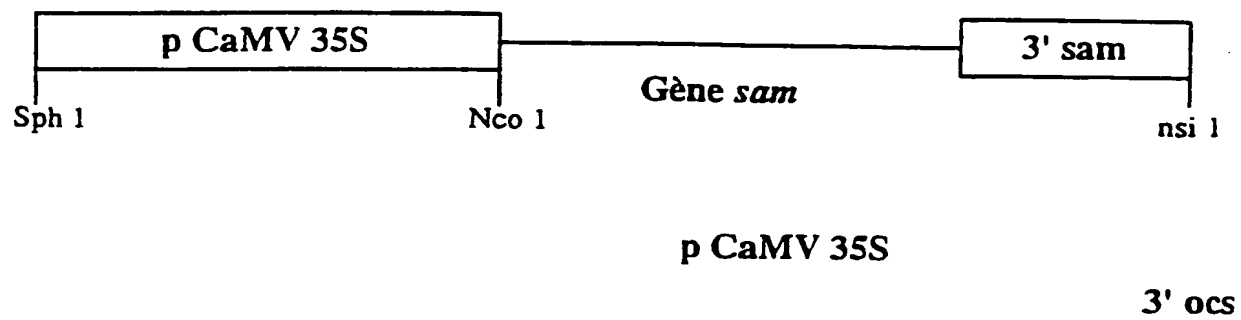 p CaMV 35S
3' sam
Gène sam
Sph 1
Nco 1
nsi 1
p CaMV 35S
3' ocs